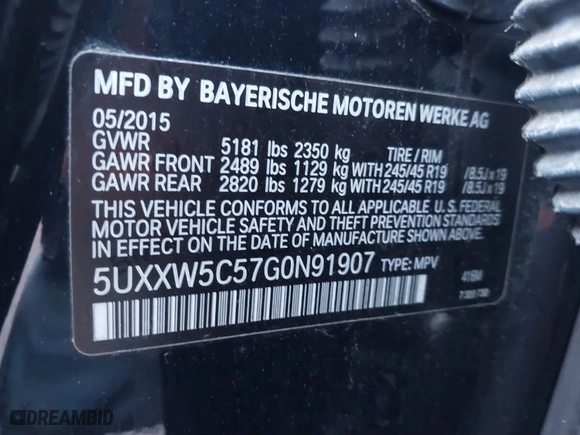 MFD BY BAYERISCHE MOTOREN WERKE AG
05/2015
GVWR 5181 lbs 2350 kg TIRE / RIM
GAWR FRONT 2489 lbs 1129 kg WITH 245/45 R19 /8.5J x 19
GAWR REAR 2820 lbs 1279 kg WITH 245/45 R19 /8.5J x 19
THIS VEHICLE CONFORMS TO ALL APPLICABLE U.S. FEDERAL
MOTOR VEHICLE SAFETY AND THEFT PREVENTION STANDARDS
IN EFFECT ON THE DATE OF MANUFACTURE SHOWN ABOVE.
5UXXW5C57G0N91907 TYPE: MPV 416M
DREAMBID